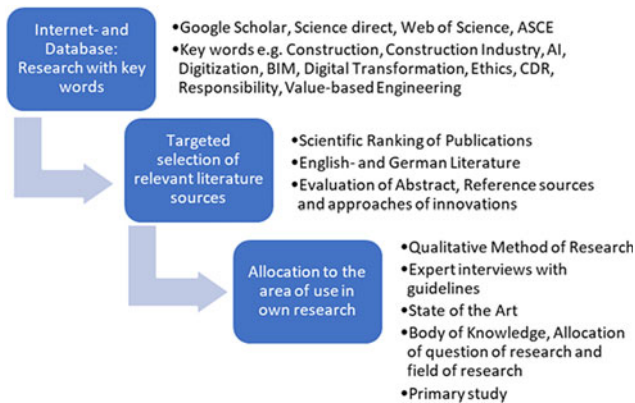 Internet- and
Database:
Research with key
words
•Google Scholar, Science direct, Web of Science, ASCE
•Key words e.g. Construction, Construction Industry, AI,
Digitization, BIM, Digital Transformation, Ethics, CDR,
Responsibility, Value-based Engineering
Targeted
selection of
relevant literature
sources
•Scientific Ranking of Publications
•English- and German Literature
•Evaluation of Abstract, Reference sources
and approaches of innovations
Allocation to the
area of use in
own research
•Qualitative Method of Research
•Expert interviews with
guidelines
•State of the Art
•Body of Knowledge, Allocation
of question of research and
field of research
•Primary study